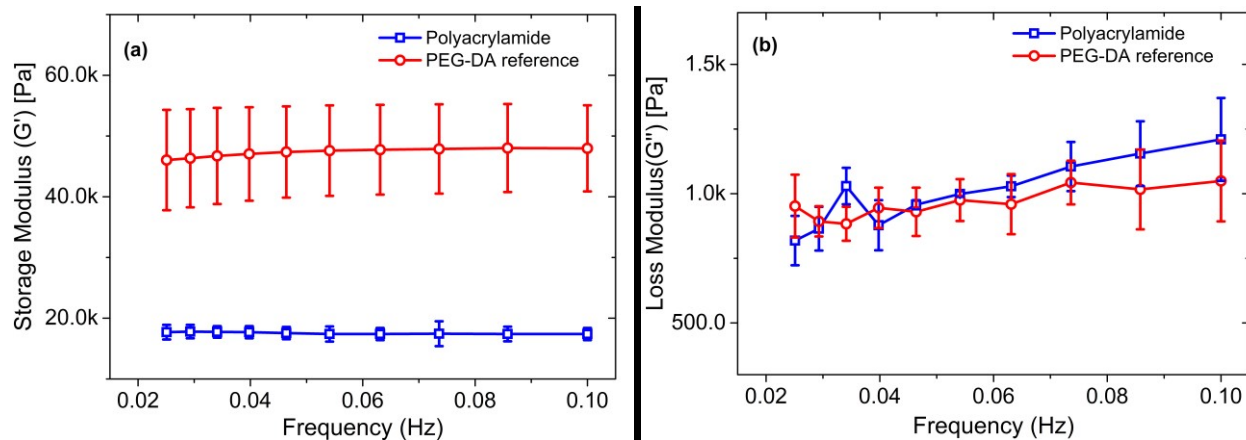 (a)
Polyacrylamide
PEG-DA reference
Storage Modulus (G') [Pa]
60.0k
40.0k
20.0k
0.02 0.04 0.06 0.08 0.10
Frequency (Hz)
(b)
Polyacrylamide
PEG-DA reference
Loss Modulus(G'') [Pa]
1.5k
1.0k
500.0
0.02 0.04 0.06 0.08 0.10
Frequency (Hz)